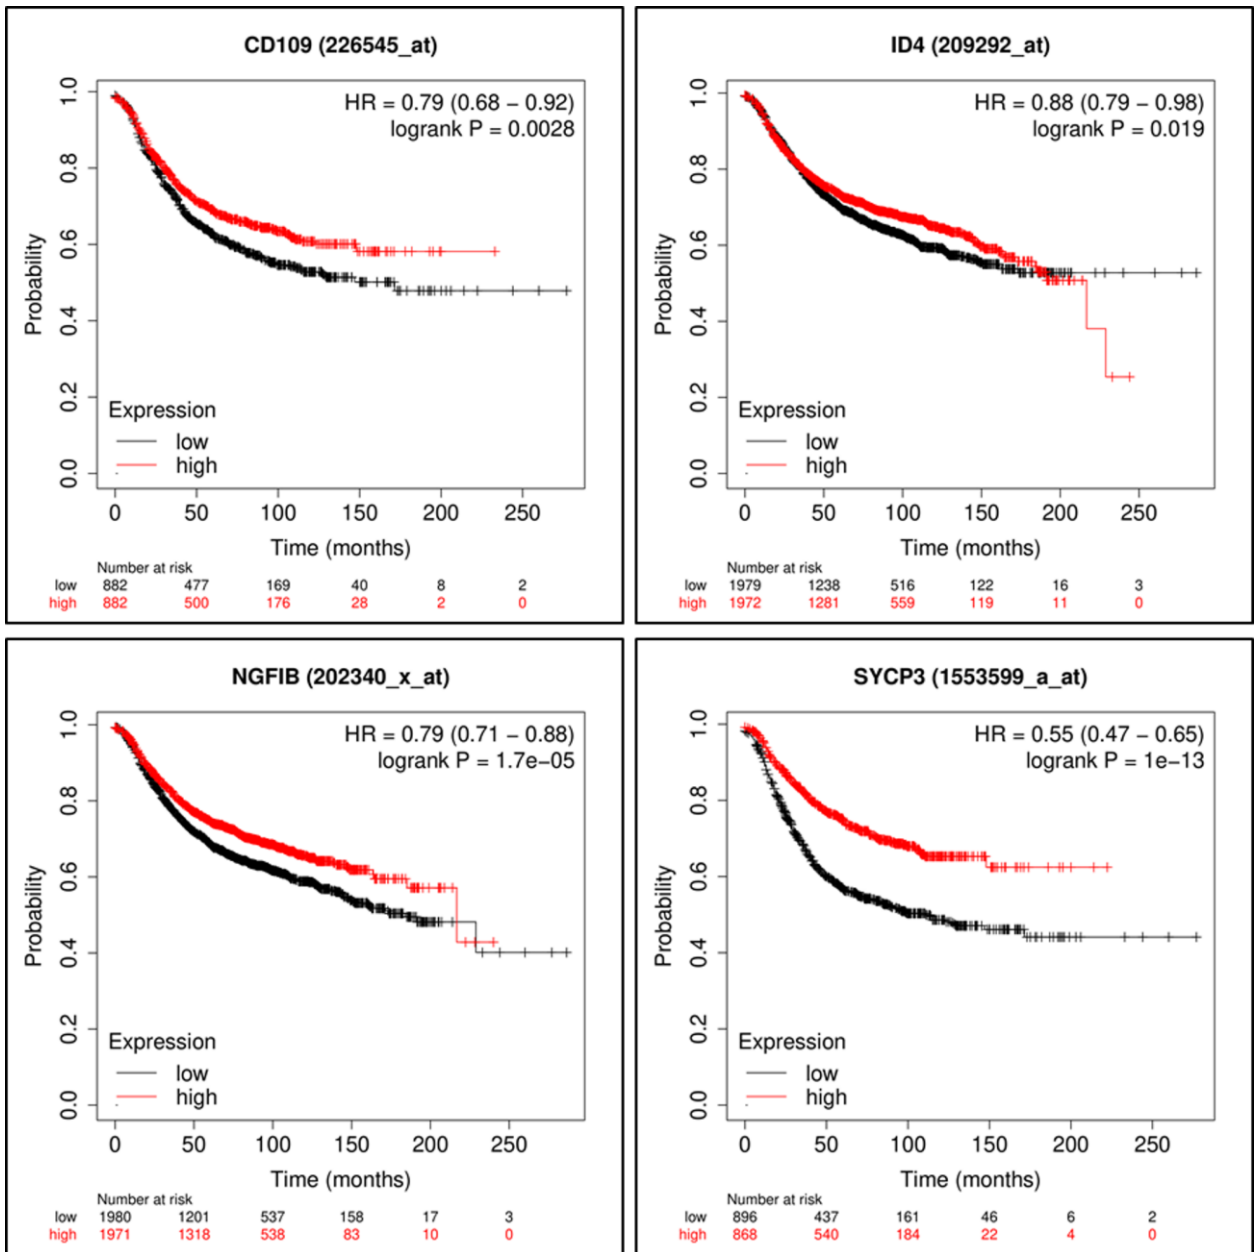 CD109 (226545_at)
HR = 0.79 (0.68 − 0.92)
logrank P = 0.0028
Probability
1.0
0.8
0.6
0.4
0.2
0.0
Expression
low
high
0 50 100 150 200 250
Time (months)
Number at risk
low 882 477 169 40 8 2
high 882 500 176 28 2 0
ID4 (209292_at)
HR = 0.88 (0.79 − 0.98)
logrank P = 0.019
Probability
1.0
0.8
0.6
0.4
0.2
0.0
Expression
low
high
0 50 100 150 200 250
Time (months)
Number at risk
low 1979 1238 516 122 16 3
high 1972 1281 559 119 11 0
NGFIB (202340_x_at)
HR = 0.79 (0.71 − 0.88)
logrank P = 1.7e−05
Probability
1.0
0.8
0.6
0.4
0.2
0.0
Expression
low
high
0 50 100 150 200 250
Time (months)
Number at risk
low 1980 1201 537 158 17 3
high 1971 1318 538 83 10 0
SYCP3 (1553599_a_at)
HR = 0.55 (0.47 − 0.65)
logrank P = 1e−13
Probability
1.0
0.8
0.6
0.4
0.2
0.0
Expression
low
high
0 50 100 150 200 250
Time (months)
Number at risk
low 896 437 161 46 6 2
high 868 540 184 22 4 0